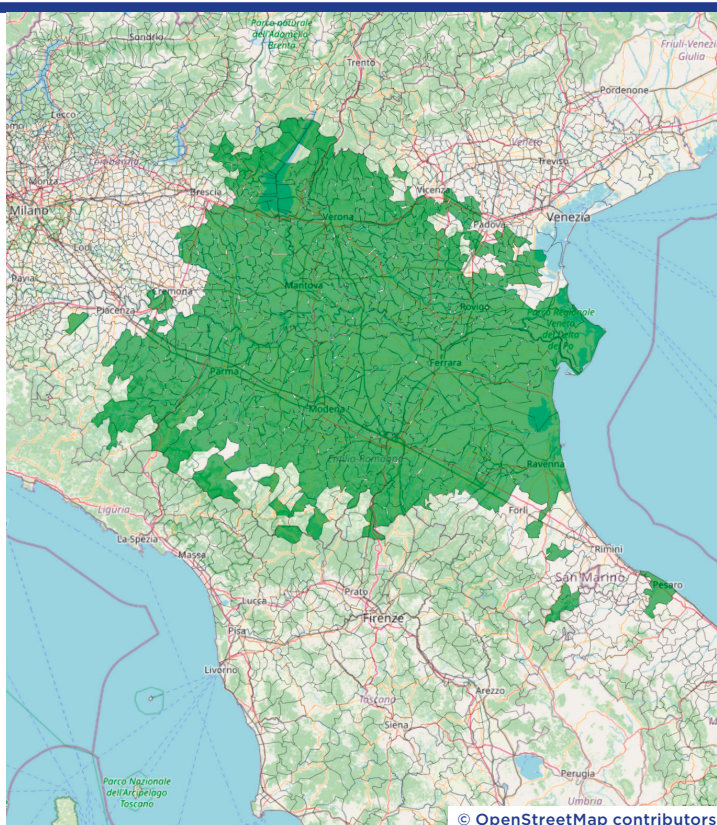 Parco naturale
dell'Adamello
Brenta
Sondrio
Trento
Friuli-Venezia
Giulia
Pordenone
Lecco
Veneto
Treviso
Lombardia
Monza
Brescia
Vicenza
Milano
Verona
Padova
Venezia
Lodi
Pavia
Mantova
Cremona
Piacenza
Rovigo
Parco Regionale
Veneto
del Delta
del Po
Parma
Ferrara
Modena
Emilia-Romagna
Ravenna
Liguria
Forlì
La Spezia
Rimini
Massa
San Marino
Pesaro
Lucca
Prato
Pisa
Firenze
Livorno
Arezzo
Toscana
Siena
Parco Nazionale
dell'Arcipelago
Toscano
Perugia
Umbria
© OpenStreetMap contributors